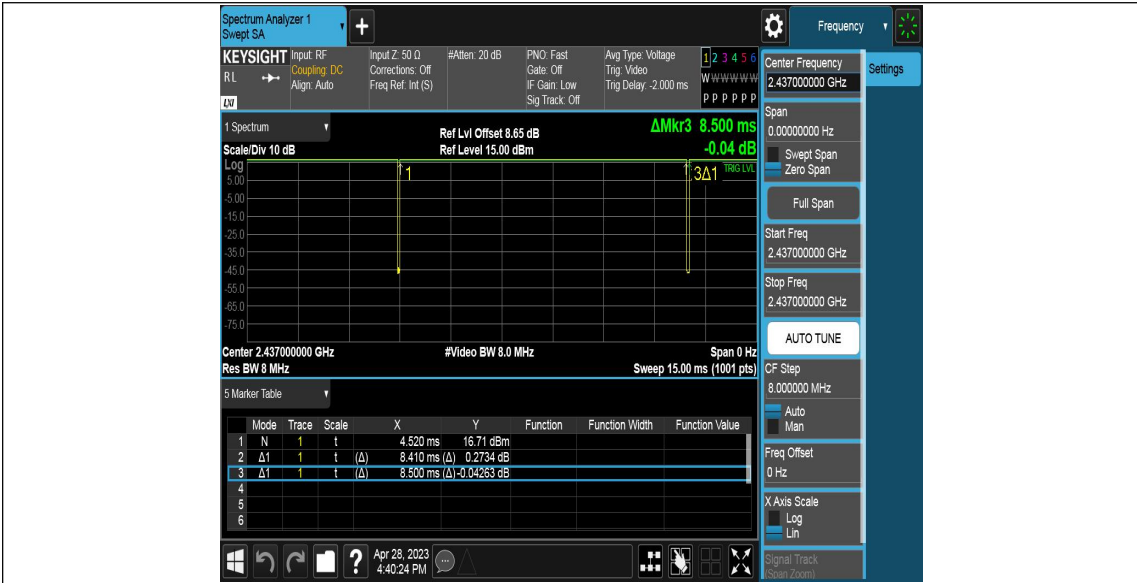 Spectrum Analyzer 1
Swept SA
+
Frequency
KEYSIGHT
RL
LXI
Input: RF
Coupling: DC
Align: Auto
Input Z: 50 Ω
Corrections: Off
Freq Ref: Int (S)
#Atten: 20 dB
PNO: Fast
Gate: Off
IF Gain: Low
Sig Track: Off
Avg Type: Voltage
Trig: Video
Trig Delay: -2.000 ms
1 2 3 4 5 6
W W W W W W
P P P P P P
1 Spectrum
Scale/Div 10 dB
Ref Lvl Offset 8.65 dB
Ref Level 15.00 dBm
ΔMkr3 8.500 ms
-0.04 dB
Log
TRIG LVL
1
3Δ1
5.00
-5.00
-15.0
-25.0
-35.0
-45.0
-55.0
-65.0
-75.0
Center 2.437000000 GHz
#Video BW 8.0 MHz
Span 0 Hz
Res BW 8 MHz
Sweep 15.00 ms (1001 pts)
5 Marker Table
Mode Trace Scale X Y Function Function Width Function Value
1 N 1 t 4.520 ms 16.71 dBm
2 Δ1 1 t (Δ) 8.410 ms (Δ) 0.2734 dB
3 Δ1 1 t (Δ) 8.500 ms (Δ) -0.04263 dB
4
5
6
?
Apr 28, 2023
4:40:24 PM
Center Frequency
2.437000000 GHz
Settings
Span
0.00000000 Hz
Swept Span
Zero Span
Full Span
Start Freq
2.437000000 GHz
Stop Freq
2.437000000 GHz
AUTO TUNE
CF Step
8.000000 MHz
Auto
Man
Freq Offset
0 Hz
X Axis Scale
Log
Lin
Signal Track
(Span Zoom)